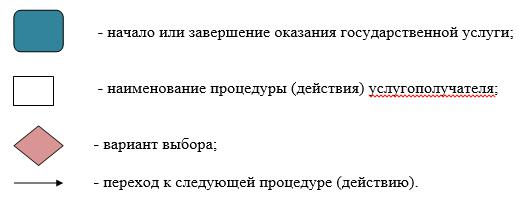 - начало или завершение оказания государственной услуги;
- наименование процедуры (действия) услугополучателя;
- вариант выбора;
- переход к следующей процедуре (действию).